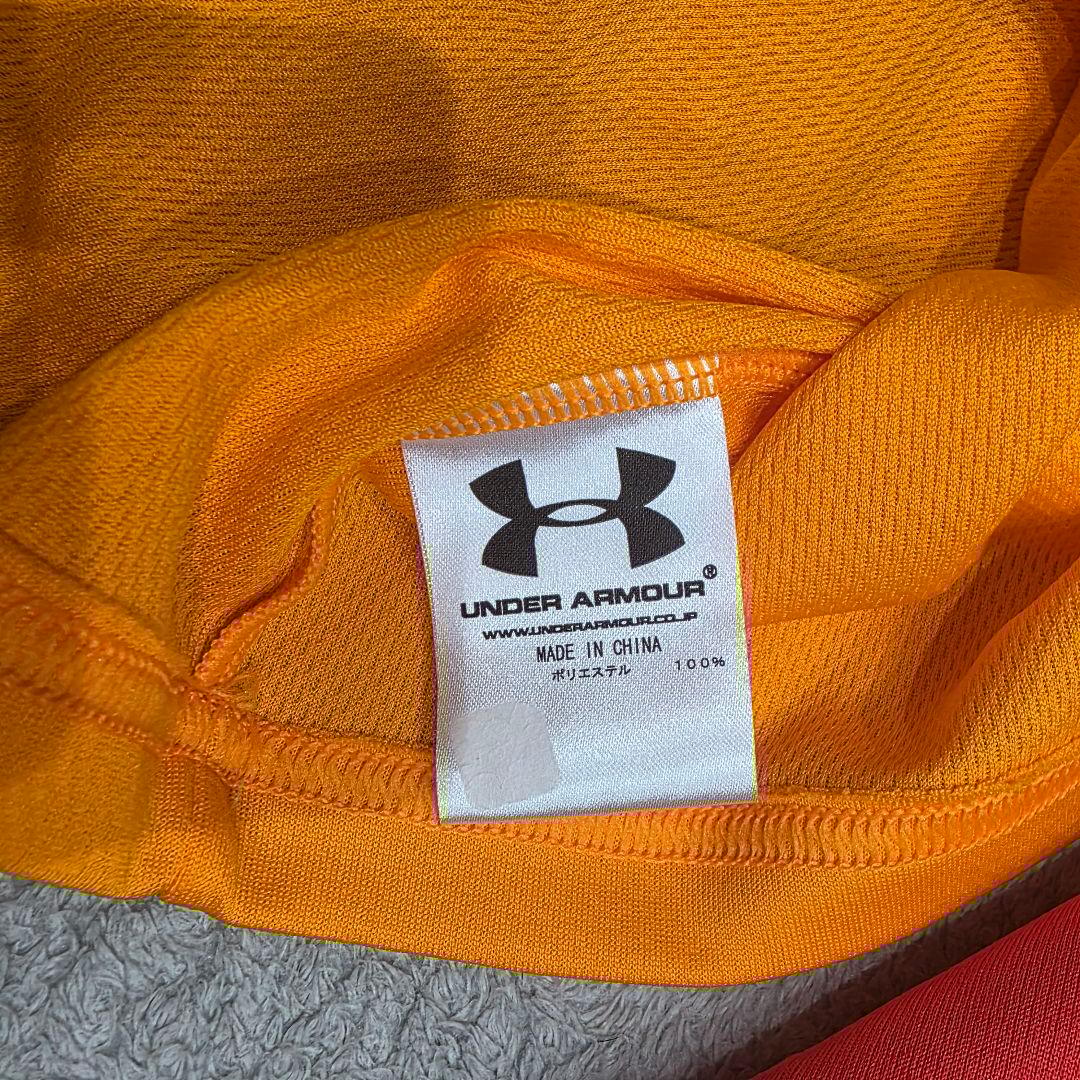 UNDER ARMOUR®
WWW.UNDERARMOUR.CO.JP
MADE IN CHINA
ポリエステル 100%